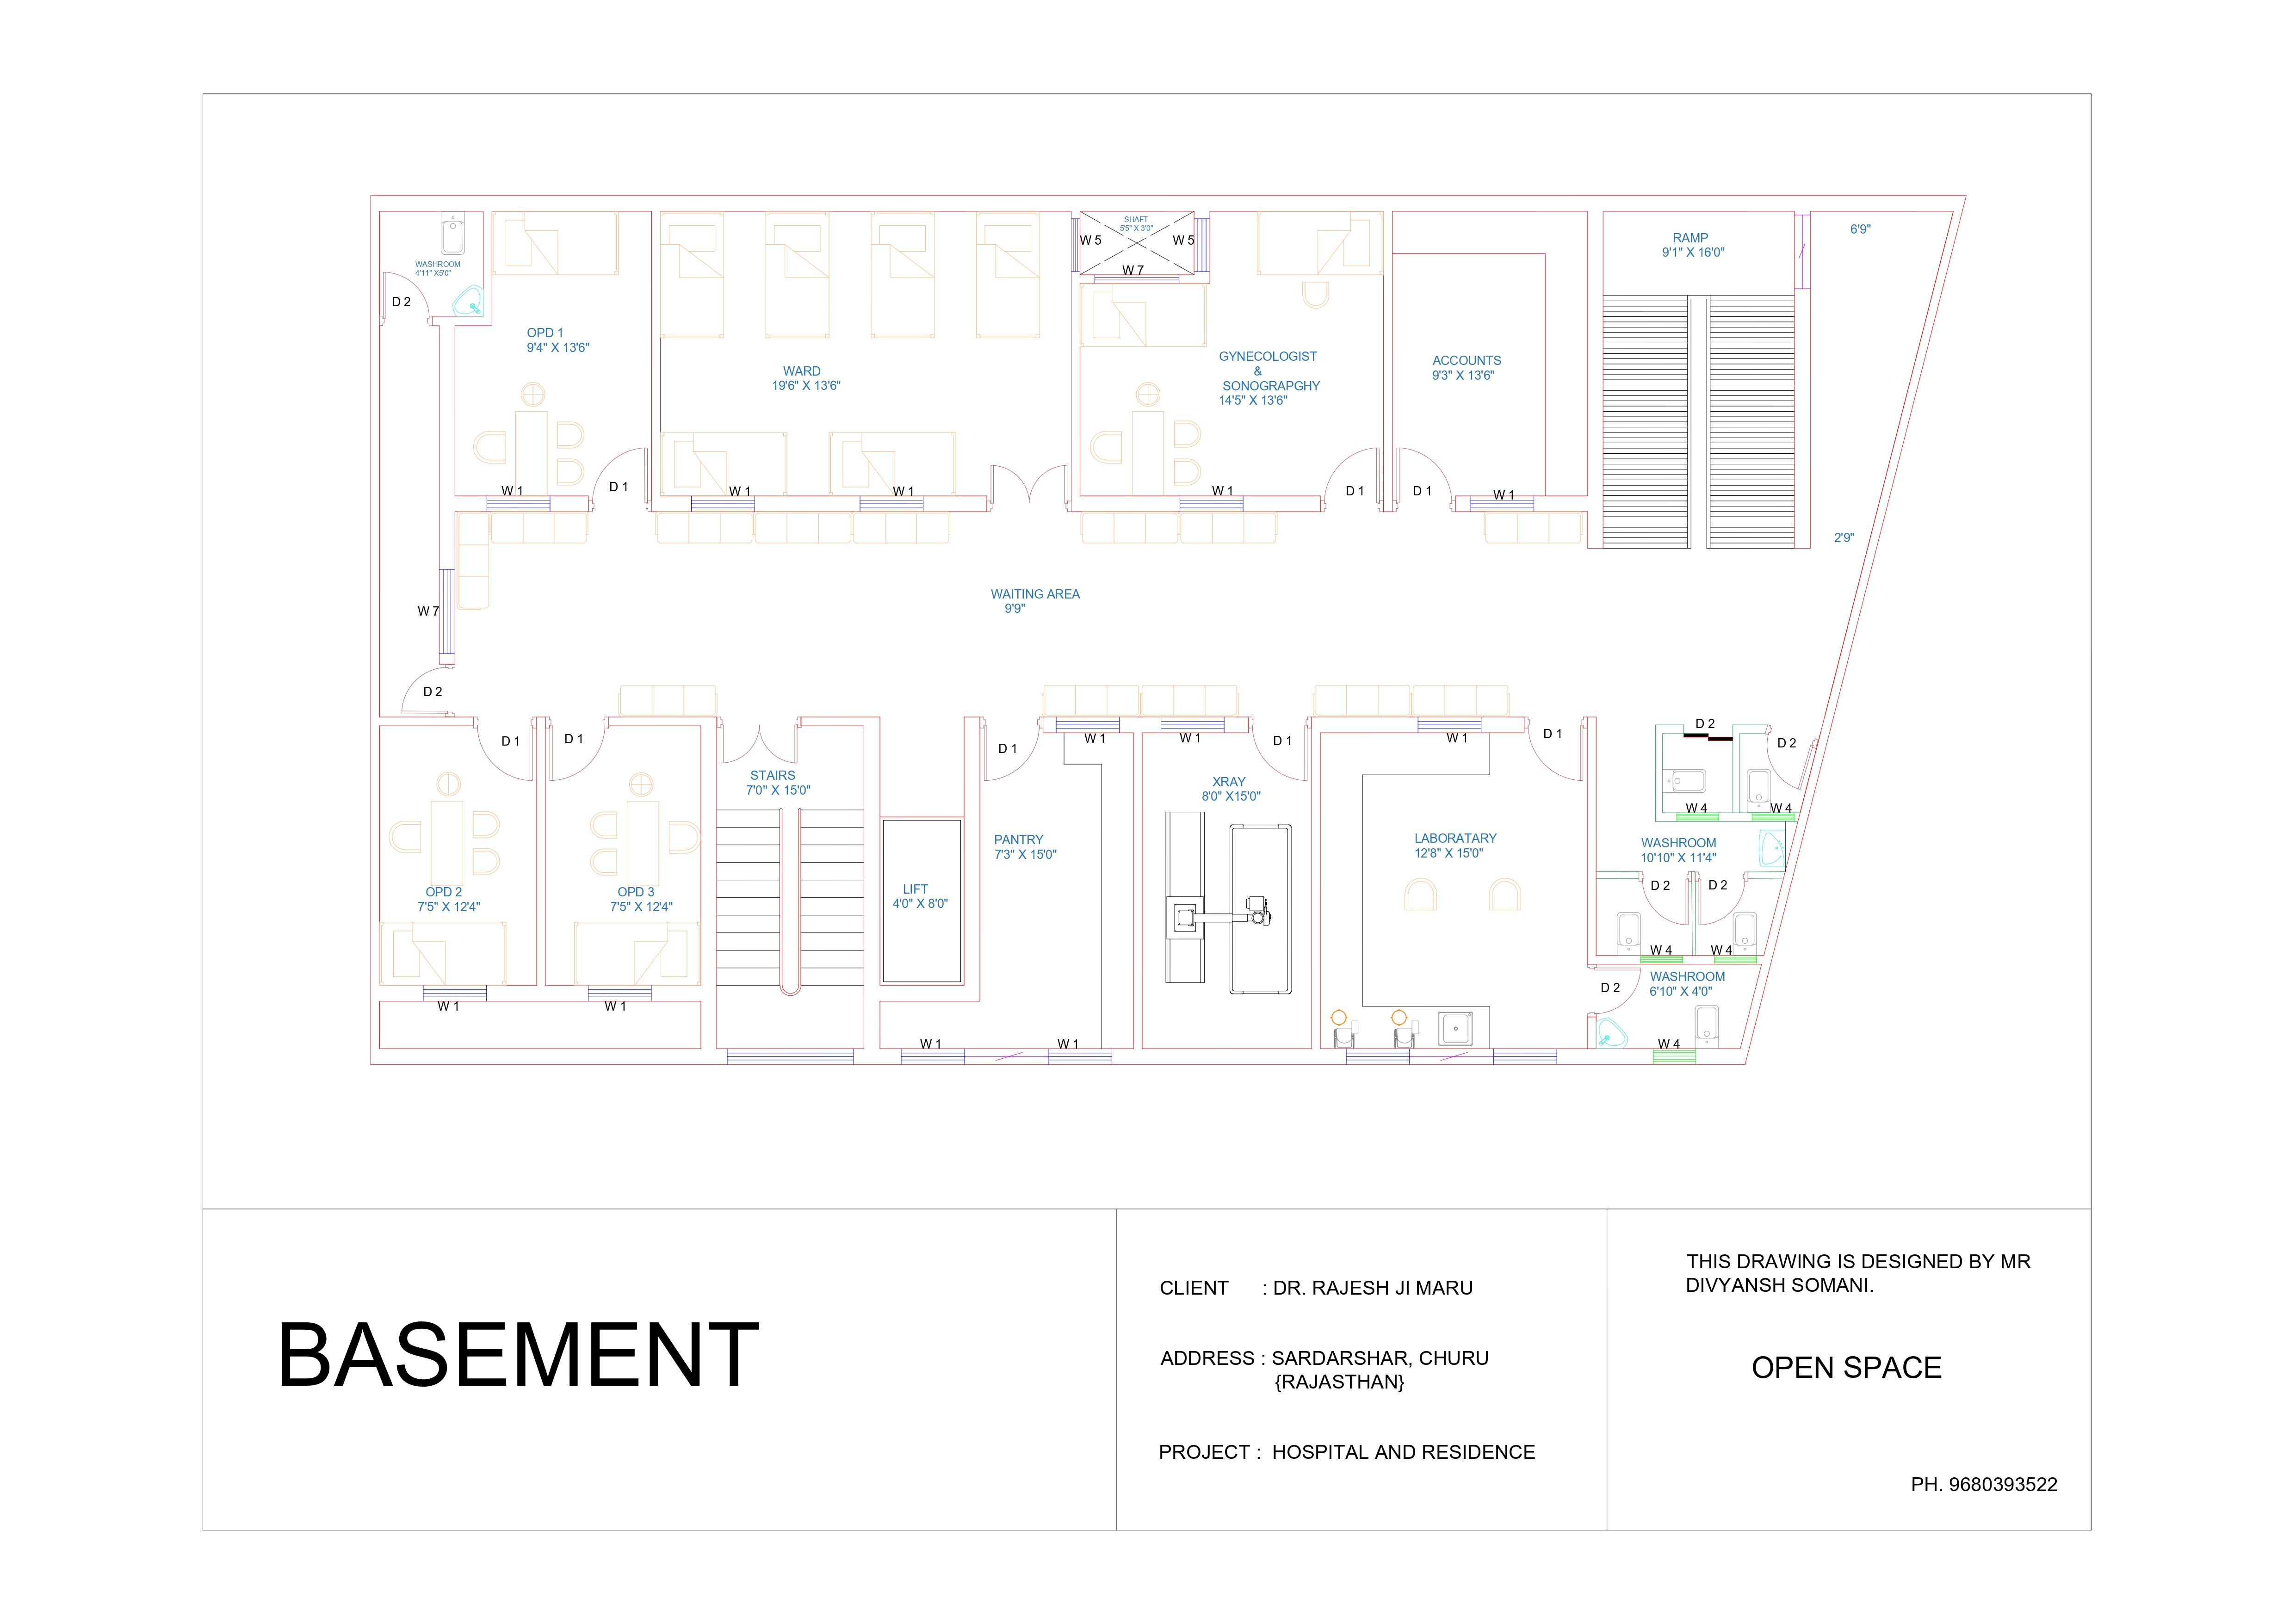 SHAFT
5'5" X 3'0"
W 5
W 5
W 7
RAMP
9'1" X 16'0"
6'9"
WASHROOM
4'11" X5'0"
D 2
OPD 1
9'4" X 13'6"
WARD
19'6" X 13'6"
GYNECOLOGIST
&
SONOGRAPGHY
14'5" X 13'6"
ACCOUNTS
9'3" X 13'6"
W 1
D 1
W 1
W 1
W 1
D 1
D 1
W 1
2'9"
WAITING AREA
9'9"
W 7
D 2
D 1
D 1
D 1
W 1
W 1
D 1
W 1
D 1
D 2
D 2
STAIRS
7'0" X 15'0"
XRAY
8'0" X15'0"
W 4
W 4
PANTRY
7'3" X 15'0"
LABORATARY
12'8" X 15'0"
WASHROOM
10'10" X 11'4"
OPD 2
7'5" X 12'4"
OPD 3
7'5" X 12'4"
LIFT
4'0" X 8'0"
D 2
D 2
W 4
W 4
WASHROOM
6'10" X 4'0"
D 2
W 1
W 1
W 1
W 1
W 4
BASEMENT
CLIENT : DR. RAJESH JI MARU
ADDRESS : SARDARSHAR, CHURU
{RAJASTHAN}
PROJECT : HOSPITAL AND RESIDENCE
THIS DRAWING IS DESIGNED BY MR
DIVYANSH SOMANI.
OPEN SPACE
PH. 9680393522